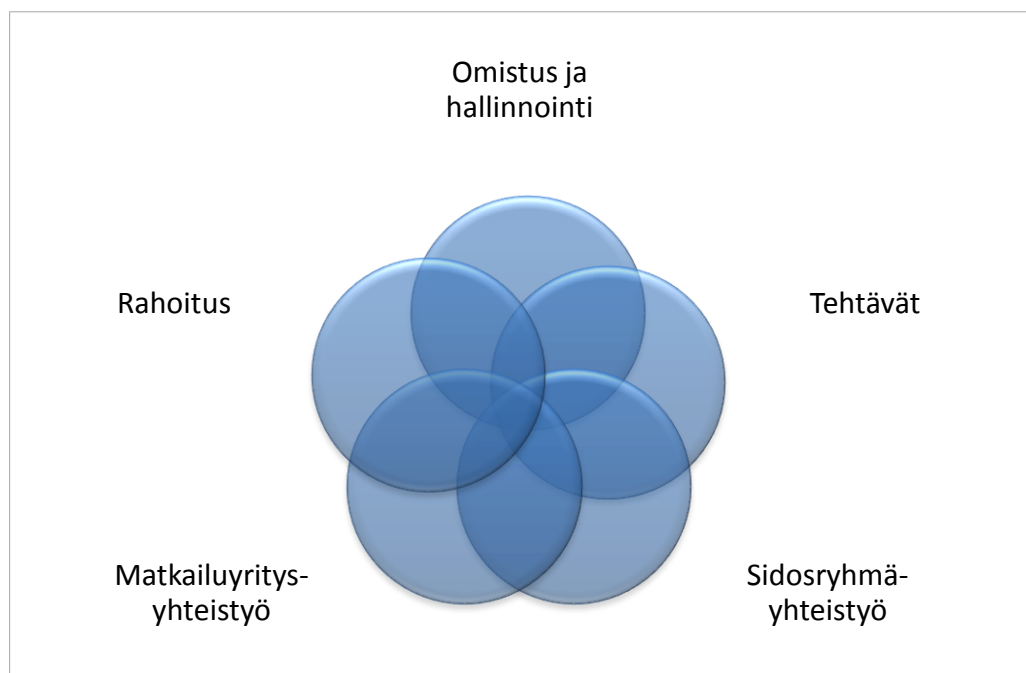 Omistus ja
hallinnointi
Rahoitus
Tehtävät
Matkailuyritys-
yhteistyö
Sidosryhmä-
yhteistyö